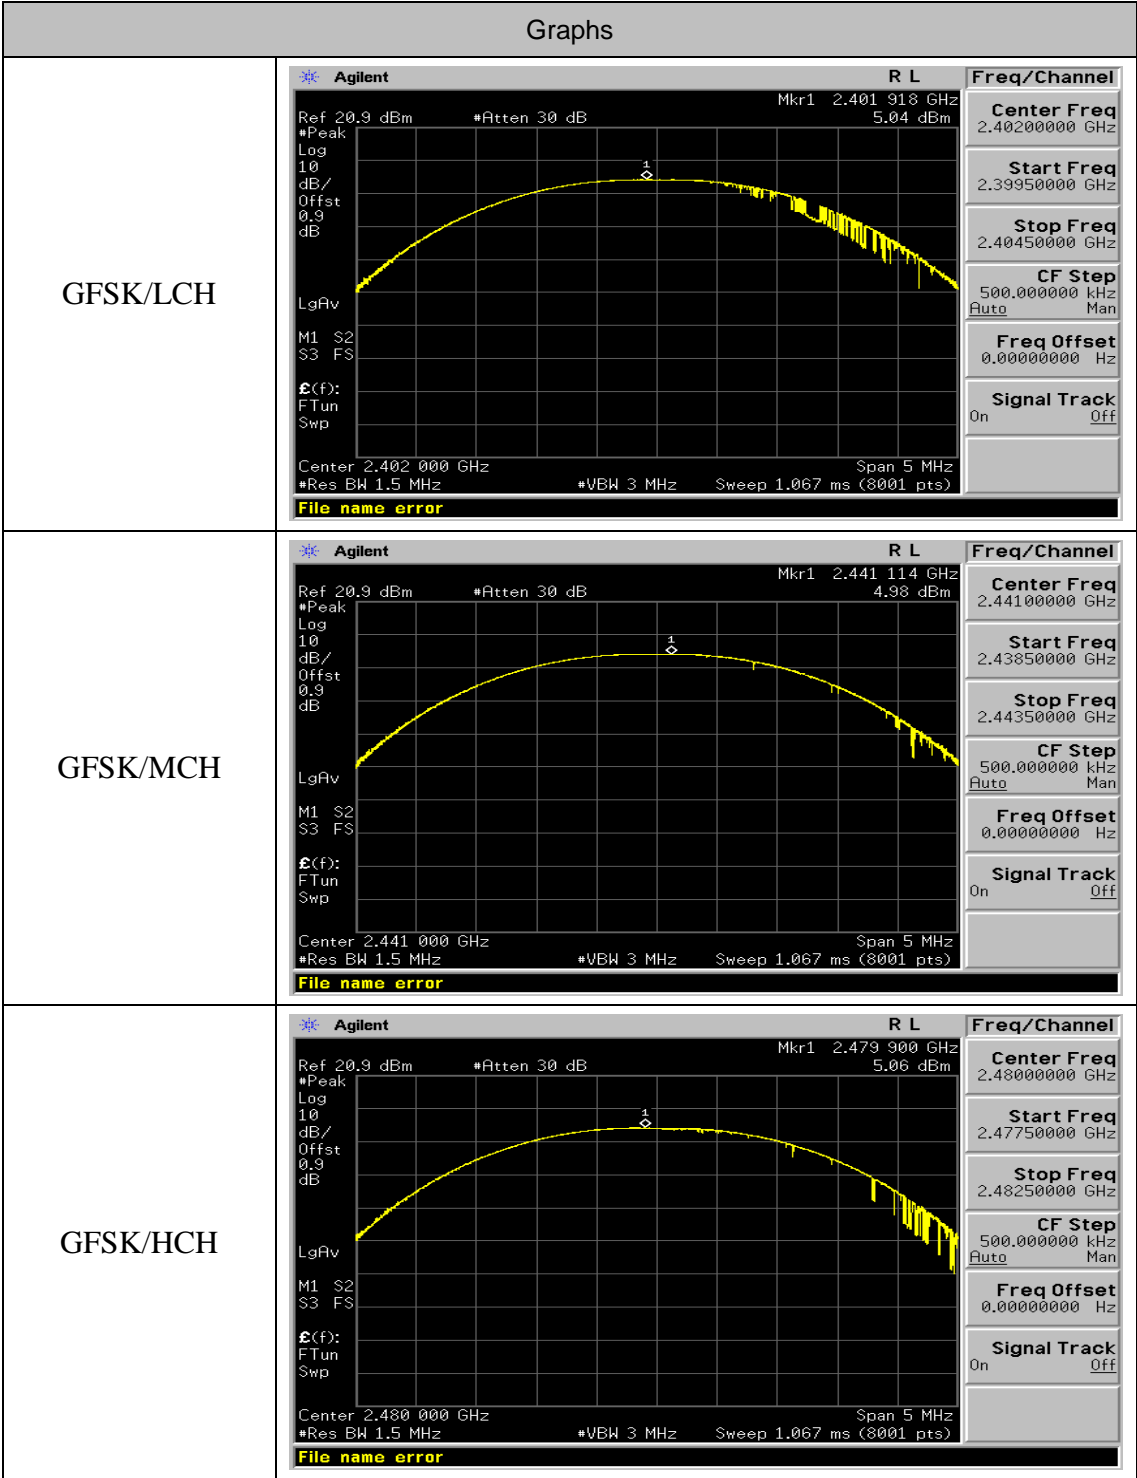 Graphs
GFSK/LCH
Agilent R L Freq/Channel
Mkr1 2.401 918 GHz
Ref 20.9 dBm #Atten 30 dB 5.04 dBm
#Peak
Log
10
dB/
Offst
0.9
dB
1
LgAv
M1 S2
S3 FS
£(f):
FTun
Swp
Center 2.402 000 GHz Span 5 MHz
#Res BW 1.5 MHz #VBW 3 MHz Sweep 1.067 ms (8001 pts)
File name error
Center Freq
2.40200000 GHz
Start Freq
2.39950000 GHz
Stop Freq
2.40450000 GHz
CF Step
500.000000 kHz
Auto Man
Freq Offset
0.00000000 Hz
Signal Track
On Off
GFSK/MCH
Agilent R L Freq/Channel
Mkr1 2.441 114 GHz
Ref 20.9 dBm #Atten 30 dB 4.98 dBm
#Peak
Log
10
dB/
Offst
0.9
dB
1
LgAv
M1 S2
S3 FS
£(f):
FTun
Swp
Center 2.441 000 GHz Span 5 MHz
#Res BW 1.5 MHz #VBW 3 MHz Sweep 1.067 ms (8001 pts)
File name error
Center Freq
2.44100000 GHz
Start Freq
2.43850000 GHz
Stop Freq
2.44350000 GHz
CF Step
500.000000 kHz
Auto Man
Freq Offset
0.00000000 Hz
Signal Track
On Off
GFSK/HCH
Agilent R L Freq/Channel
Mkr1 2.479 900 GHz
Ref 20.9 dBm #Atten 30 dB 5.06 dBm
#Peak
Log
10
dB/
Offst
0.9
dB
1
LgAv
M1 S2
S3 FS
£(f):
FTun
Swp
Center 2.480 000 GHz Span 5 MHz
#Res BW 1.5 MHz #VBW 3 MHz Sweep 1.067 ms (8001 pts)
File name error
Center Freq
2.48000000 GHz
Start Freq
2.47750000 GHz
Stop Freq
2.48250000 GHz
CF Step
500.000000 kHz
Auto Man
Freq Offset
0.00000000 Hz
Signal Track
On Off